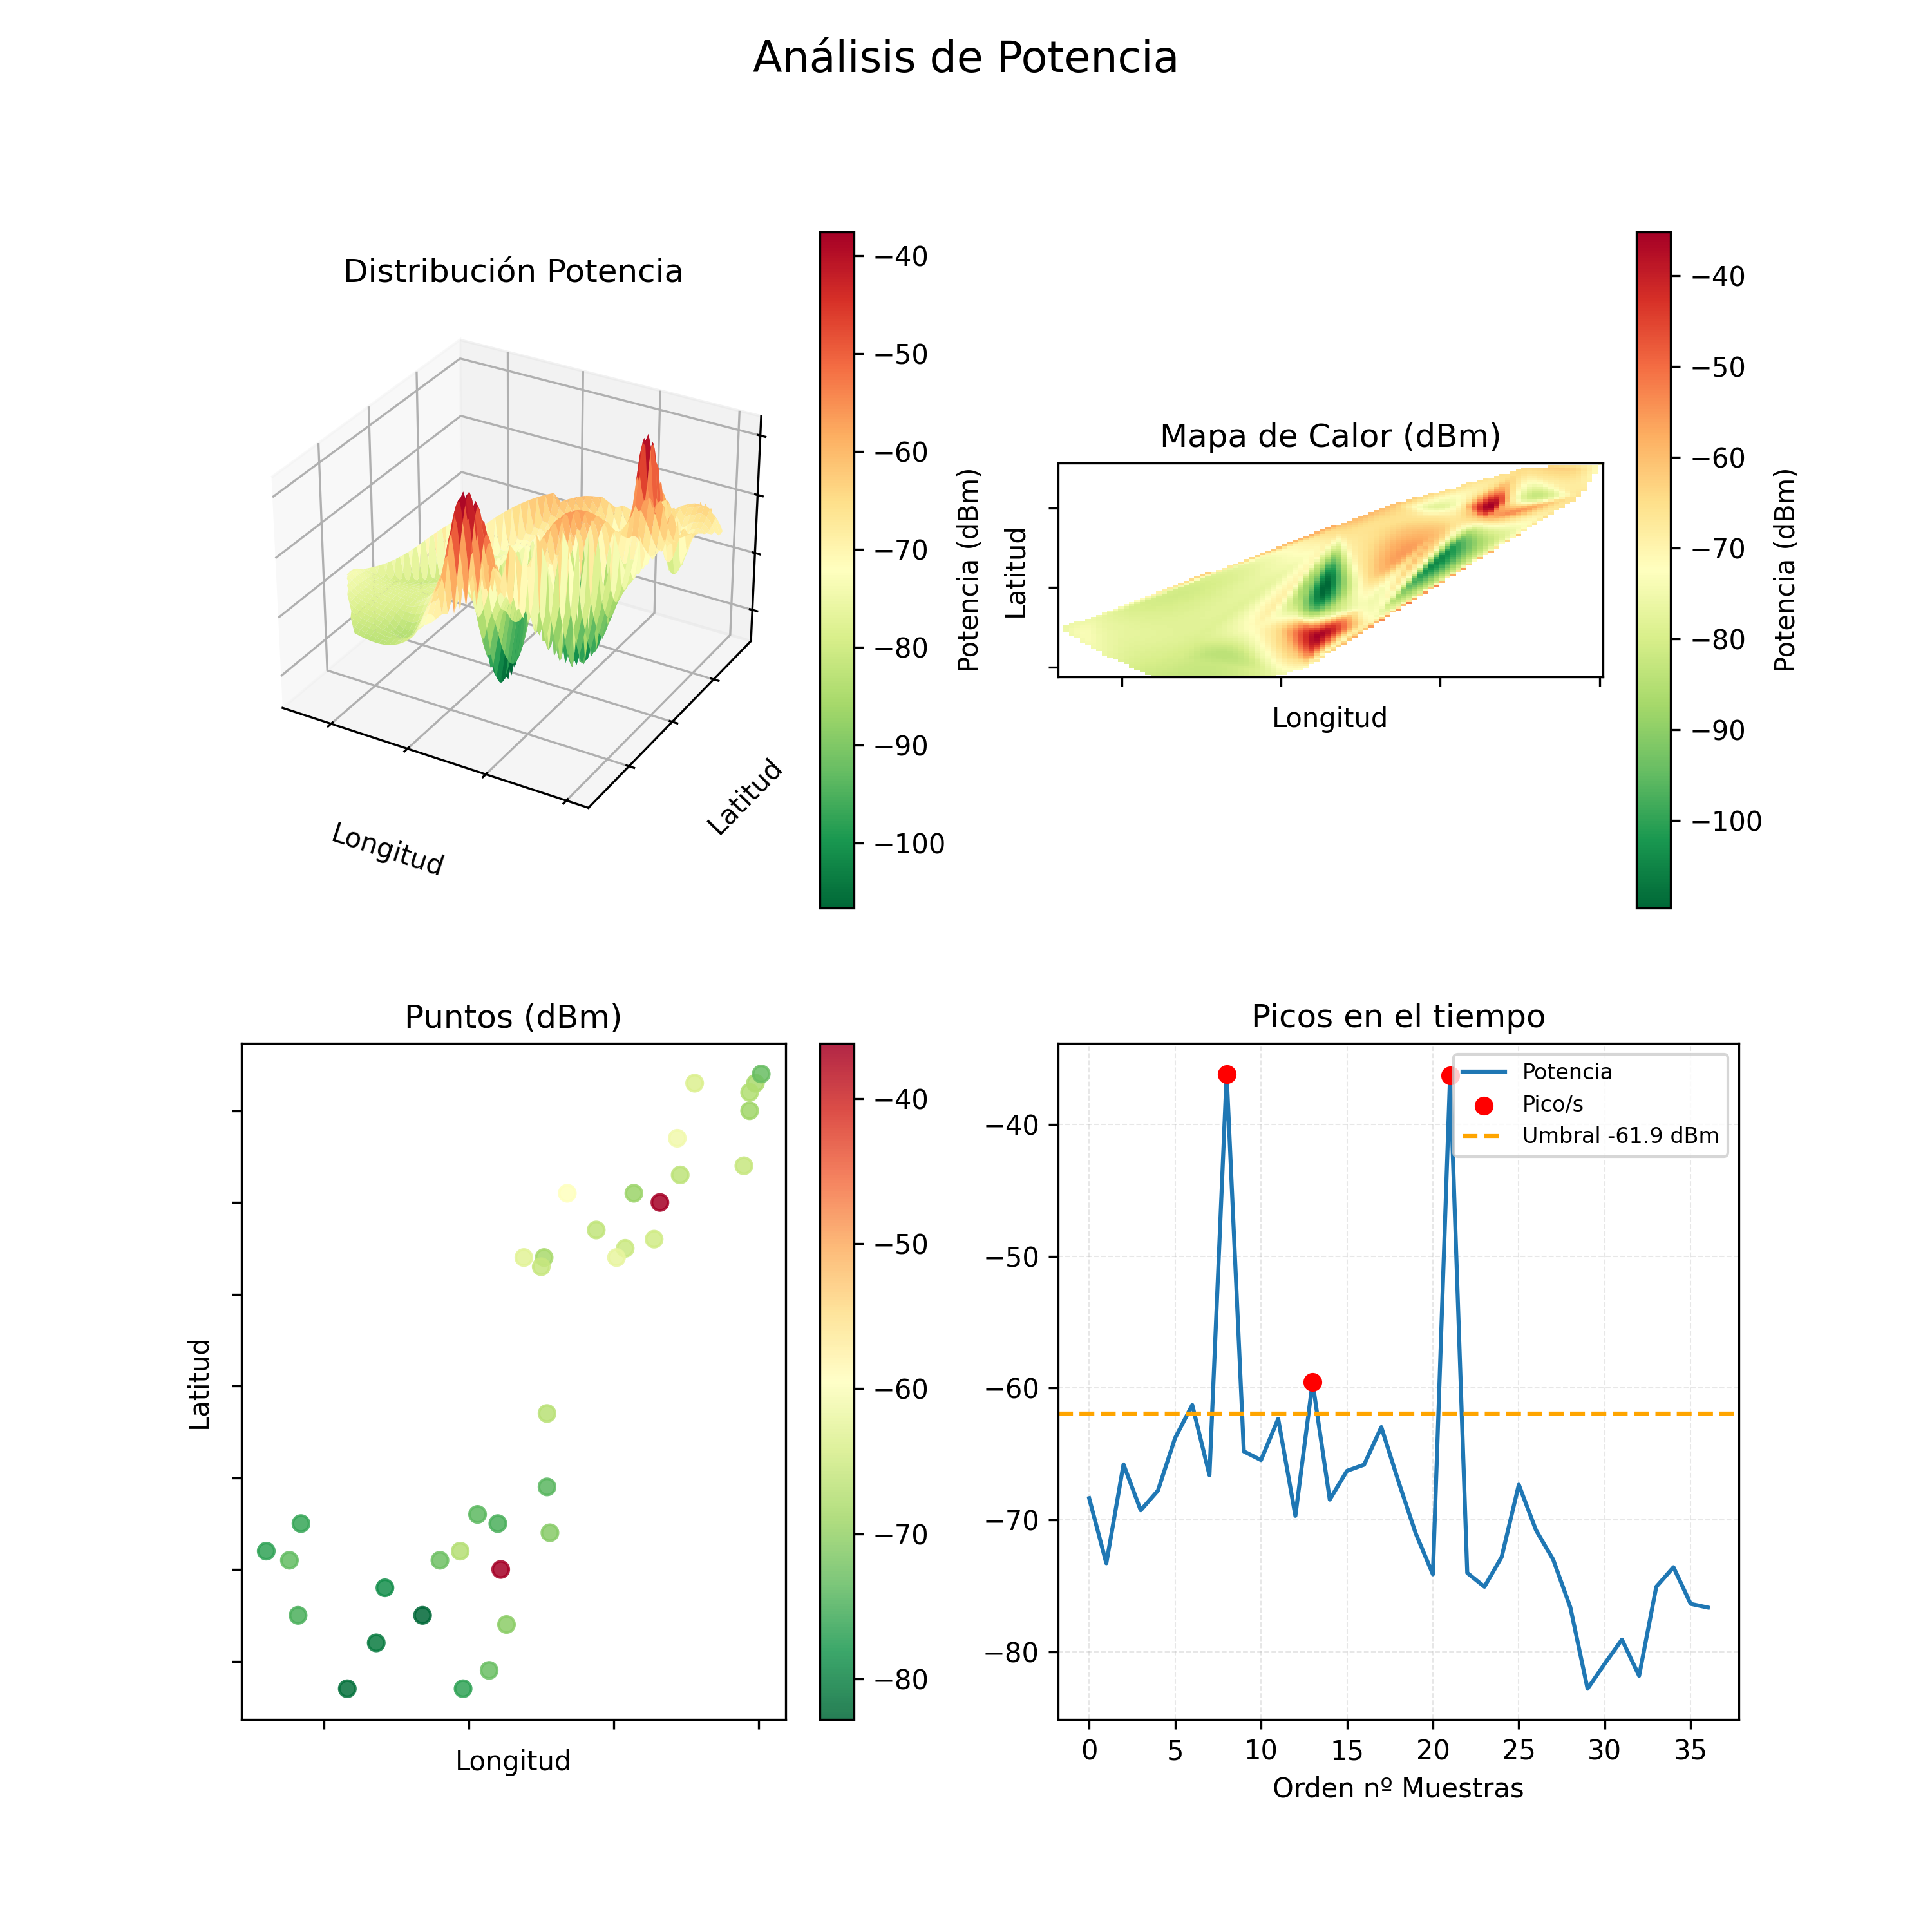 Análisis de Potencia
Distribución Potencia
Longitud
Latitud
−40
−50
−60
−70
−80
−90
−100
Potencia (dBm)
Mapa de Calor (dBm)
Latitud
Longitud
−40
−50
−60
−70
−80
−90
−100
Potencia (dBm)
Puntos (dBm)
Latitud
Longitud
−40
−50
−60
−70
−80
Picos en el tiempo
Potencia
Pico/s
Umbral -61.9 dBm
−40
−50
−60
−70
−80
0 5 10 15 20 25 30 35
Orden nº Muestras